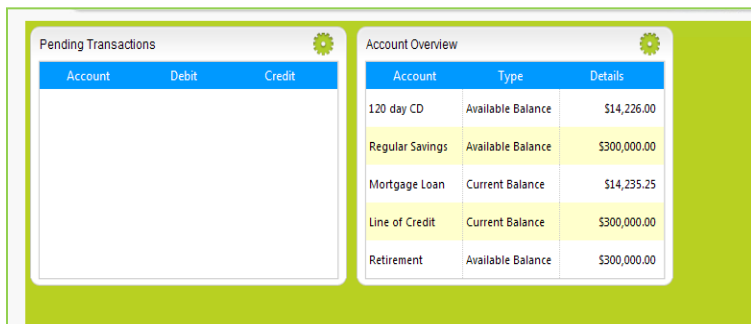 Pending Transactions
Account Debit Credit
Account Overview
Account Type Details
120 day CD Available Balance $14,226.00
Regular Savings Available Balance $300,000.00
Mortgage Loan Current Balance $14,235.25
Line of Credit Current Balance $300,000.00
Retirement Available Balance $300,000.00